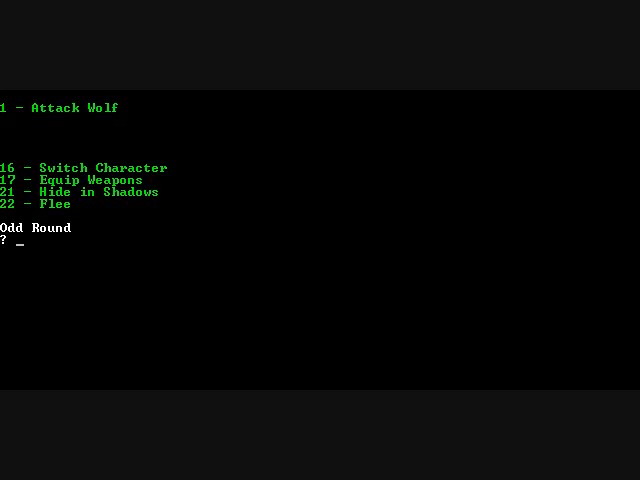 1 - Attack Wolf
16 - Switch Character
17 - Equip Weapons
21 - Hide in Shadows
22 - Flee
Odd Round
? _